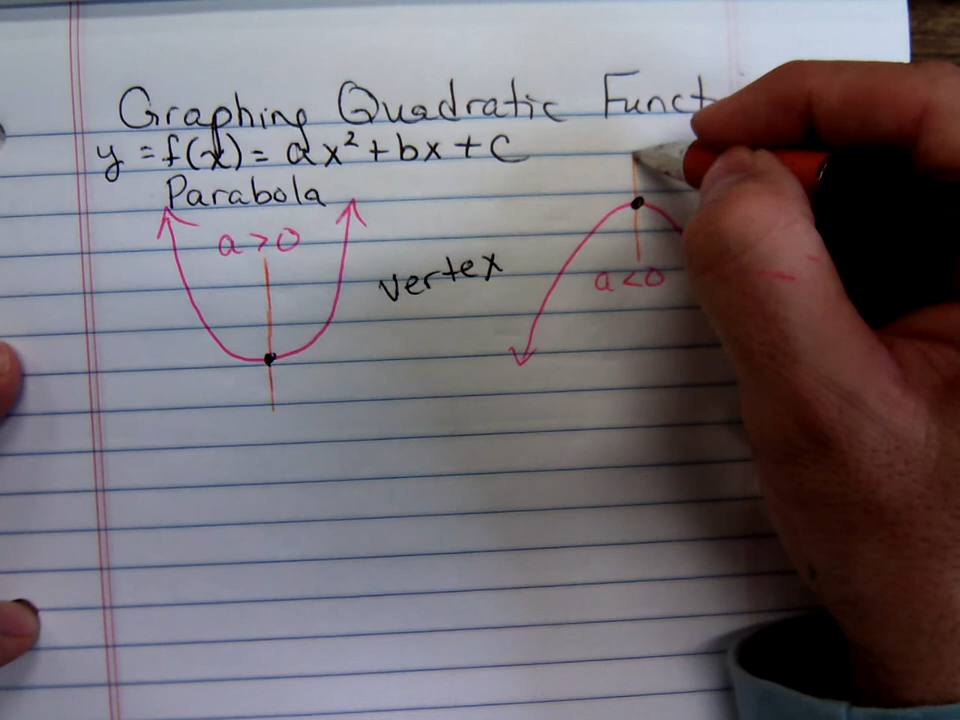 Graphing Quadratic Funct
y = f(x) = ax² + bx + c
Parabola
a > 0
vertex
a < 0